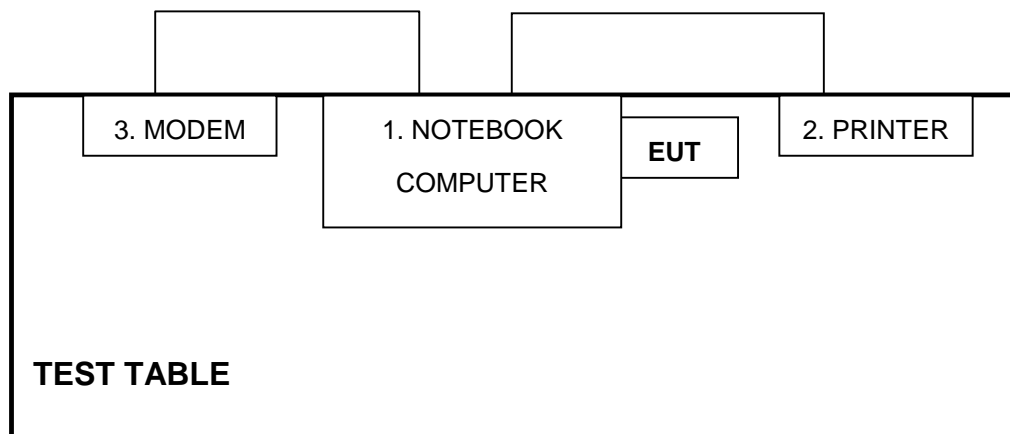 3. MODEM
1. NOTEBOOK
COMPUTER
EUT
2. PRINTER
TEST TABLE